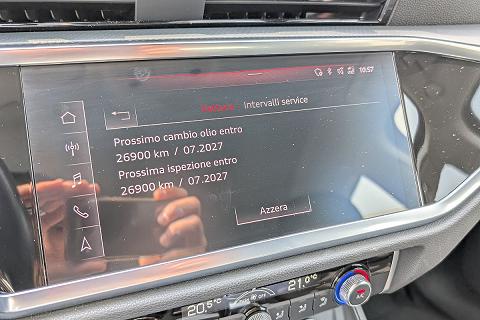 10:57
Intervalli service
Prossimo cambio olio entro
26900 km / 07.2027
Prossima ispezione entro
26900 km / 07.2027
Azzera
20.5°C OFF 21.0°C
A/C